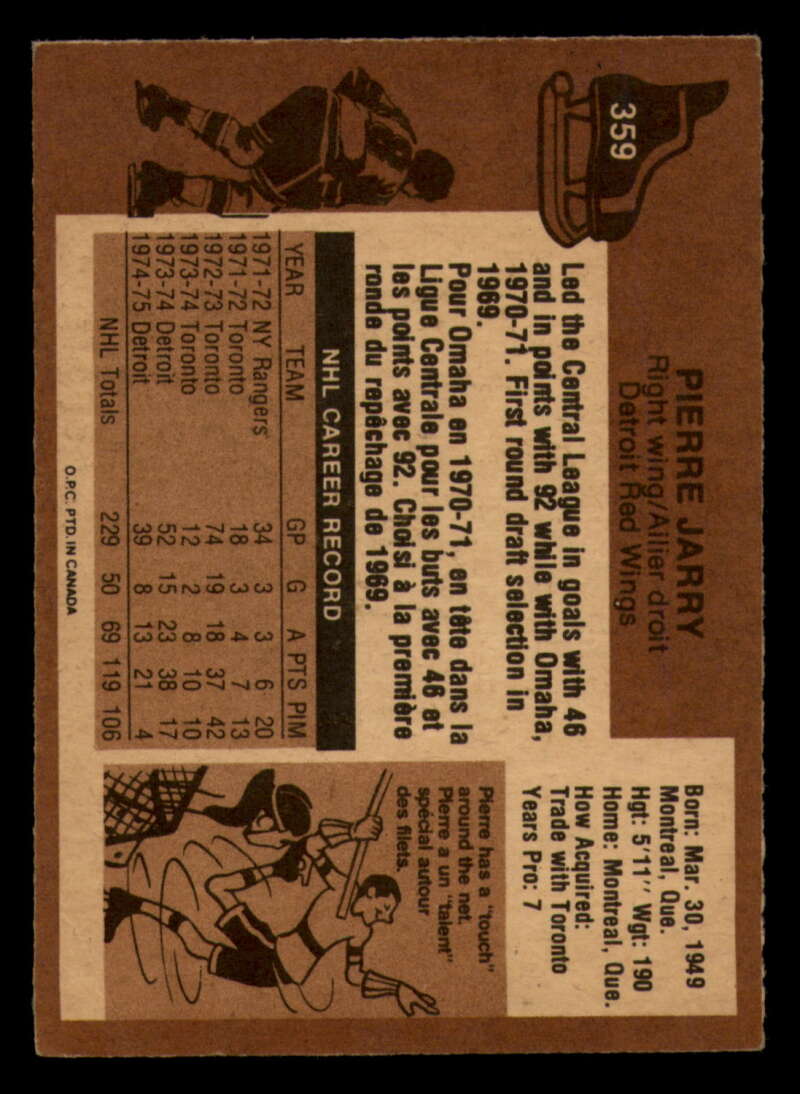 359
PIERRE JARRY
Right wing/Ailier droit
Detroit Red Wings
Born: Mar. 30, 1949
Montreal, Que.
Hgt: 5'11'' Wgt: 190
Home: Montreal, Que.
How Acquired:
Trade with Toronto
Years Pro: 7
Led the Central League in goals with 46
and in points with 92 while with Omaha,
1970-71. First round draft selection in
1969.
Pour Omaha en 1970-71, en tête dans la
Ligue Centrale pour les buts avec 46 et
les points avec 92. Choisi à la première
ronde du repêchage de 1969.
NHL CAREER RECORD
YEAR TEAM GP G A PTS PIM
1971-72 NY Rangers 34 3 3 6 20
1971-72 Toronto 18 3 4 7 13
1972-73 Toronto 74 19 18 37 42
1973-74 Toronto 12 2 8 10 10
1973-74 Detroit 52 15 23 38 17
1974-75 Detroit 39 8 13 21 4
NHL Totals 229 50 69 119 106
Pierre has a "touch"
around the net.
Pierre a un "talent"
spécial autour
des filets.
O.P.C. PTD. IN CANADA